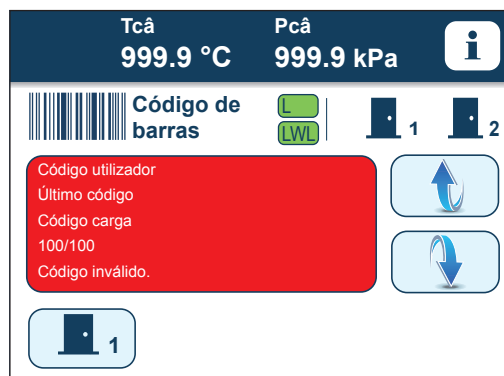 Tcâ Pcâ
999.9 °C 999.9 kPa
i
Código de
barras
L
LWL
1
2
Código utilizador
Último código
Código carga
100/100
Código inválido.
1